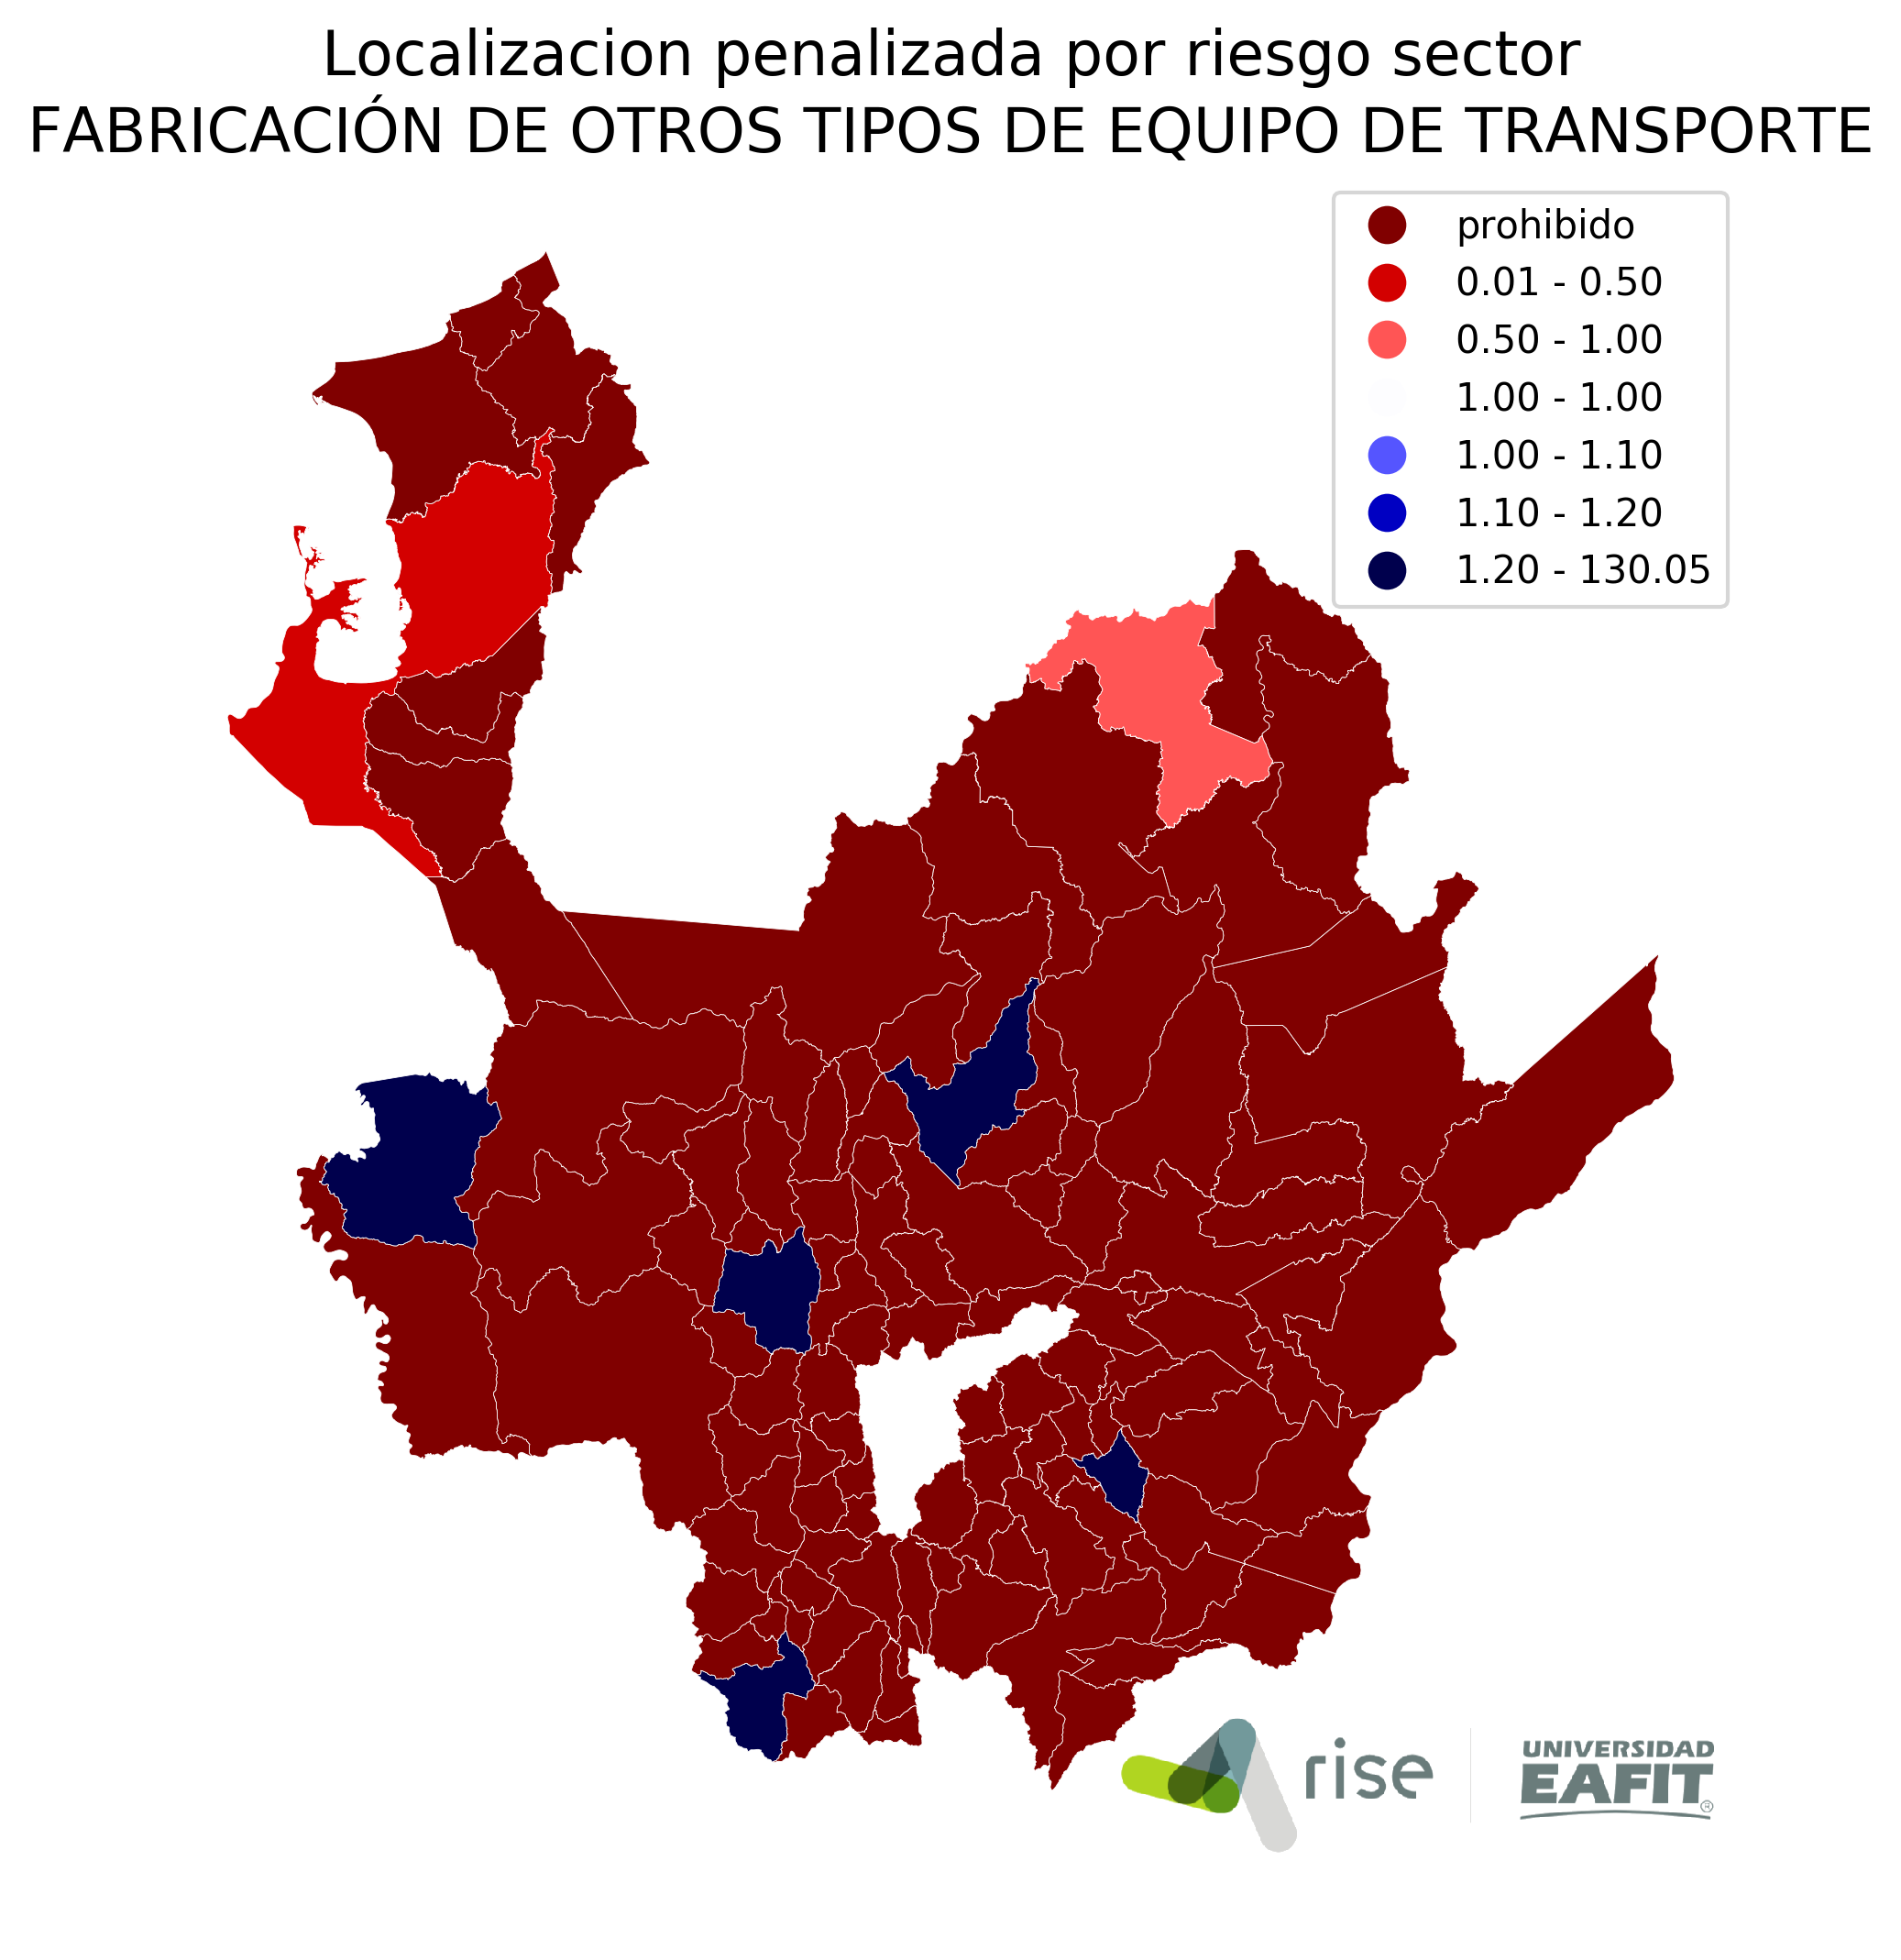 Localizacion penalizada por riesgo sector
FABRICACIÓN DE OTROS TIPOS DE EQUIPO DE TRANSPORTE
prohibido
0.01 - 0.50
0.50 - 1.00
1.00 - 1.00
1.00 - 1.10
1.10 - 1.20
1.20 - 130.05
rise
UNIVERSIDAD
EAFIT®